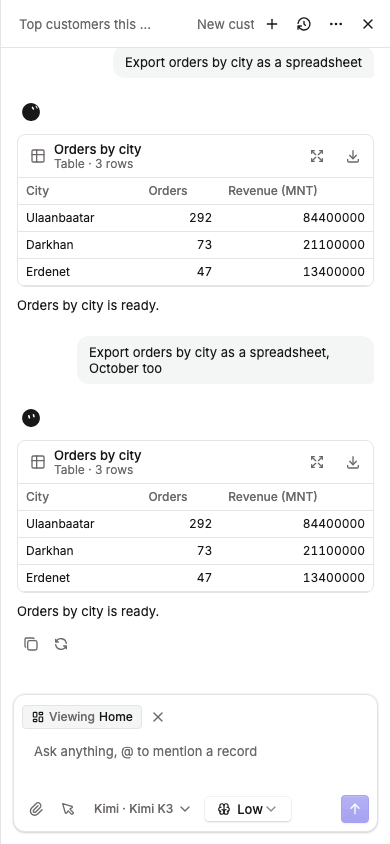 Top customers this ...
New cust
Export orders by city as a spreadsheet
Orders by city
Table · 3 rows
City Orders Revenue (MNT)
Ulaanbaatar 292 84400000
Darkhan 73 21100000
Erdenet 47 13400000
Orders by city is ready.
Export orders by city as a spreadsheet,
October too
Orders by city
Table · 3 rows
City Orders Revenue (MNT)
Ulaanbaatar 292 84400000
Darkhan 73 21100000
Erdenet 47 13400000
Orders by city is ready.
Viewing Home
Ask anything, @ to mention a record
Kimi · Kimi K3 Low